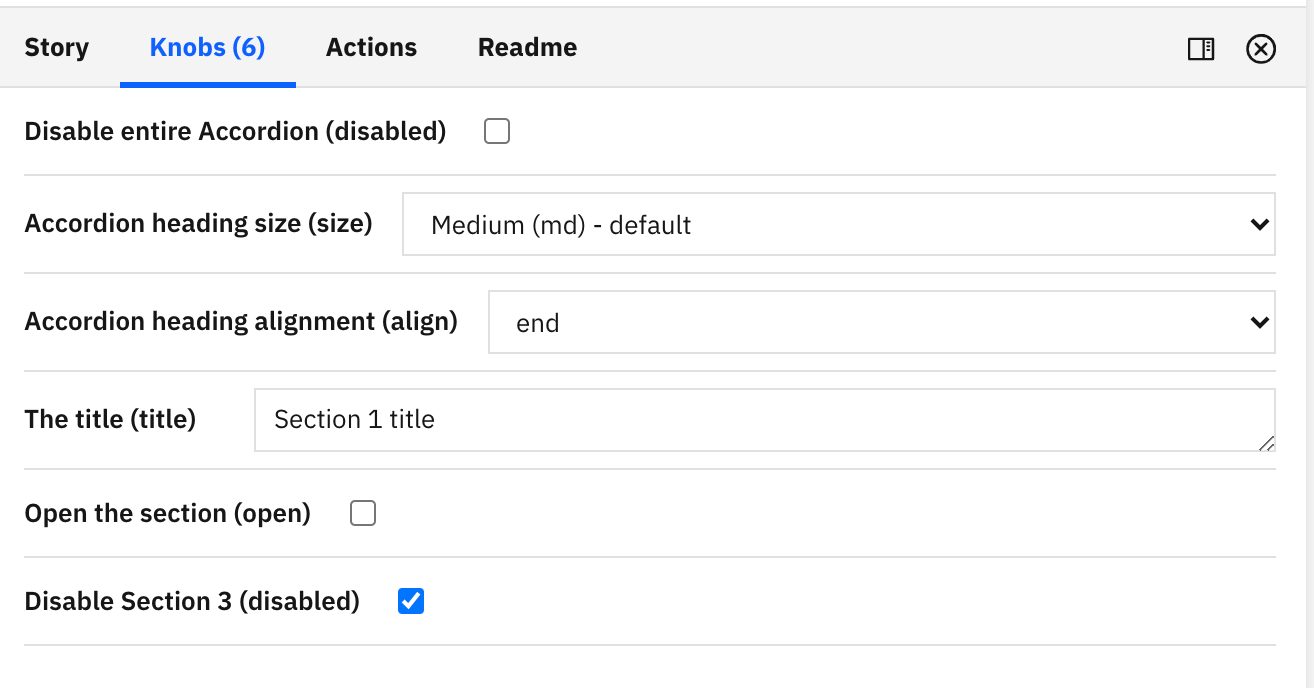 Story Knobs (6) Actions Readme
Disable entire Accordion (disabled)
Accordion heading size (size) Medium (md) - default
Accordion heading alignment (align) end
The title (title) Section 1 title
Open the section (open)
Disable Section 3 (disabled)